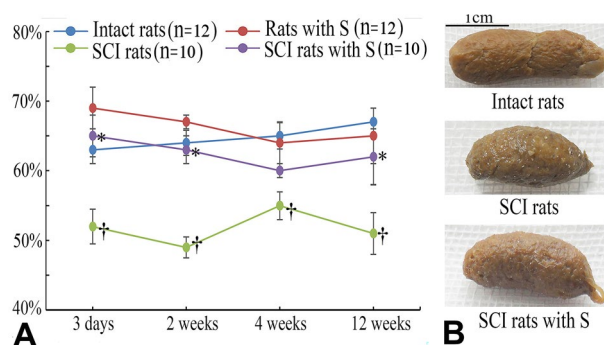 80%
70%
60%
50%
40%
Intact rats (n=12)
Rats with S (n=12)
SCI rats (n=10)
SCI rats with S (n=10)
*
*
*
†
†
†
†
3 days
2 weeks
4 weeks
12 weeks
A
1cm
Intact rats
SCI rats
SCI rats with S
B